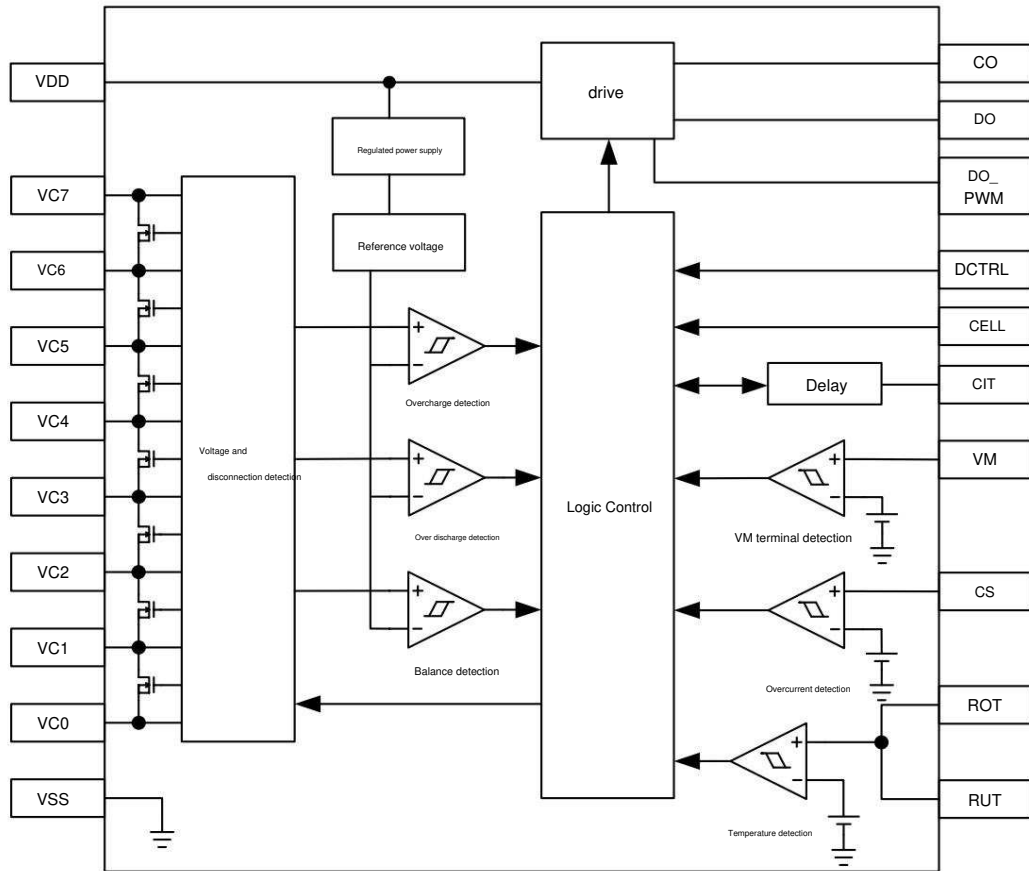 VDD
VC7
VC6
VC5
VC4
VC3
VC2
VC1
VC0
VSS
Voltage and
disconnection detection
Regulated power supply
Reference voltage
+
−
Overcharge detection
+
−
Over discharge detection
+
−
Balance detection
drive
Logic Control
Delay
+
−
VM terminal detection
+
−
Overcurrent detection
+
−
Temperature detection
CO
DO
DO_
PWM
DCTRL
CELL
CIT
VM
CS
ROT
RUT